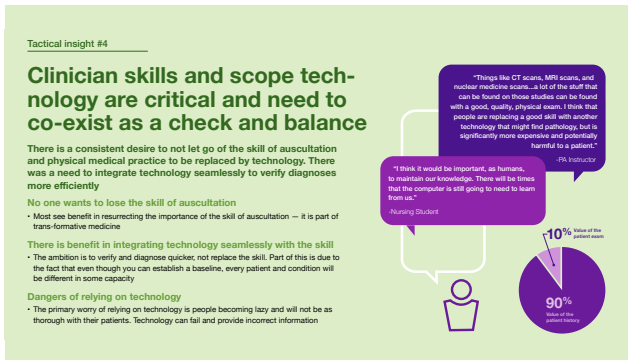 Tactical insight #4
Clinician skills and scope tech-
nology are critical and need to
co-exist as a check and balance
There is a consistent desire to not let go of the skill of auscultation
and physical medical practice to be replaced by technology. There
was a need to integrate technology seamlessly to verify diagnoses
more efficiently
No one wants to lose the skill of auscultation
• Most see benefit in resurrecting the importance of the skill of auscultation — it is part of
trans-formative medicine
There is benefit in integrating technology seamlessly with the skill
• The ambition is to verify and diagnose quicker, not replace the skill. Part of this is due to
the fact that even though you can establish a baseline, every patient and condition will
be different in some capacity
Dangers of relying on technology
• The primary worry of relying on technology is people becoming lazy and will not be as
thorough with their patients. Technology can fail and provide incorrect information
"Things like CT scans, MRI scans, and
nuclear medicine scans...a lot of the stuff that
can be found on those studies can be found
with a good, quality, physical exam. I think that
people are replacing a good skill with another
technology that might find pathology, but is
significantly more expensive and potentially
harmful to a patient."
-PA Instructor
"I think it would be important, as humans,
to maintain our knowledge. There will be times
that the computer is still going to need to learn
from us."
-Nursing Student
10% Value of the
patient exam
90%
Value of the
patient history